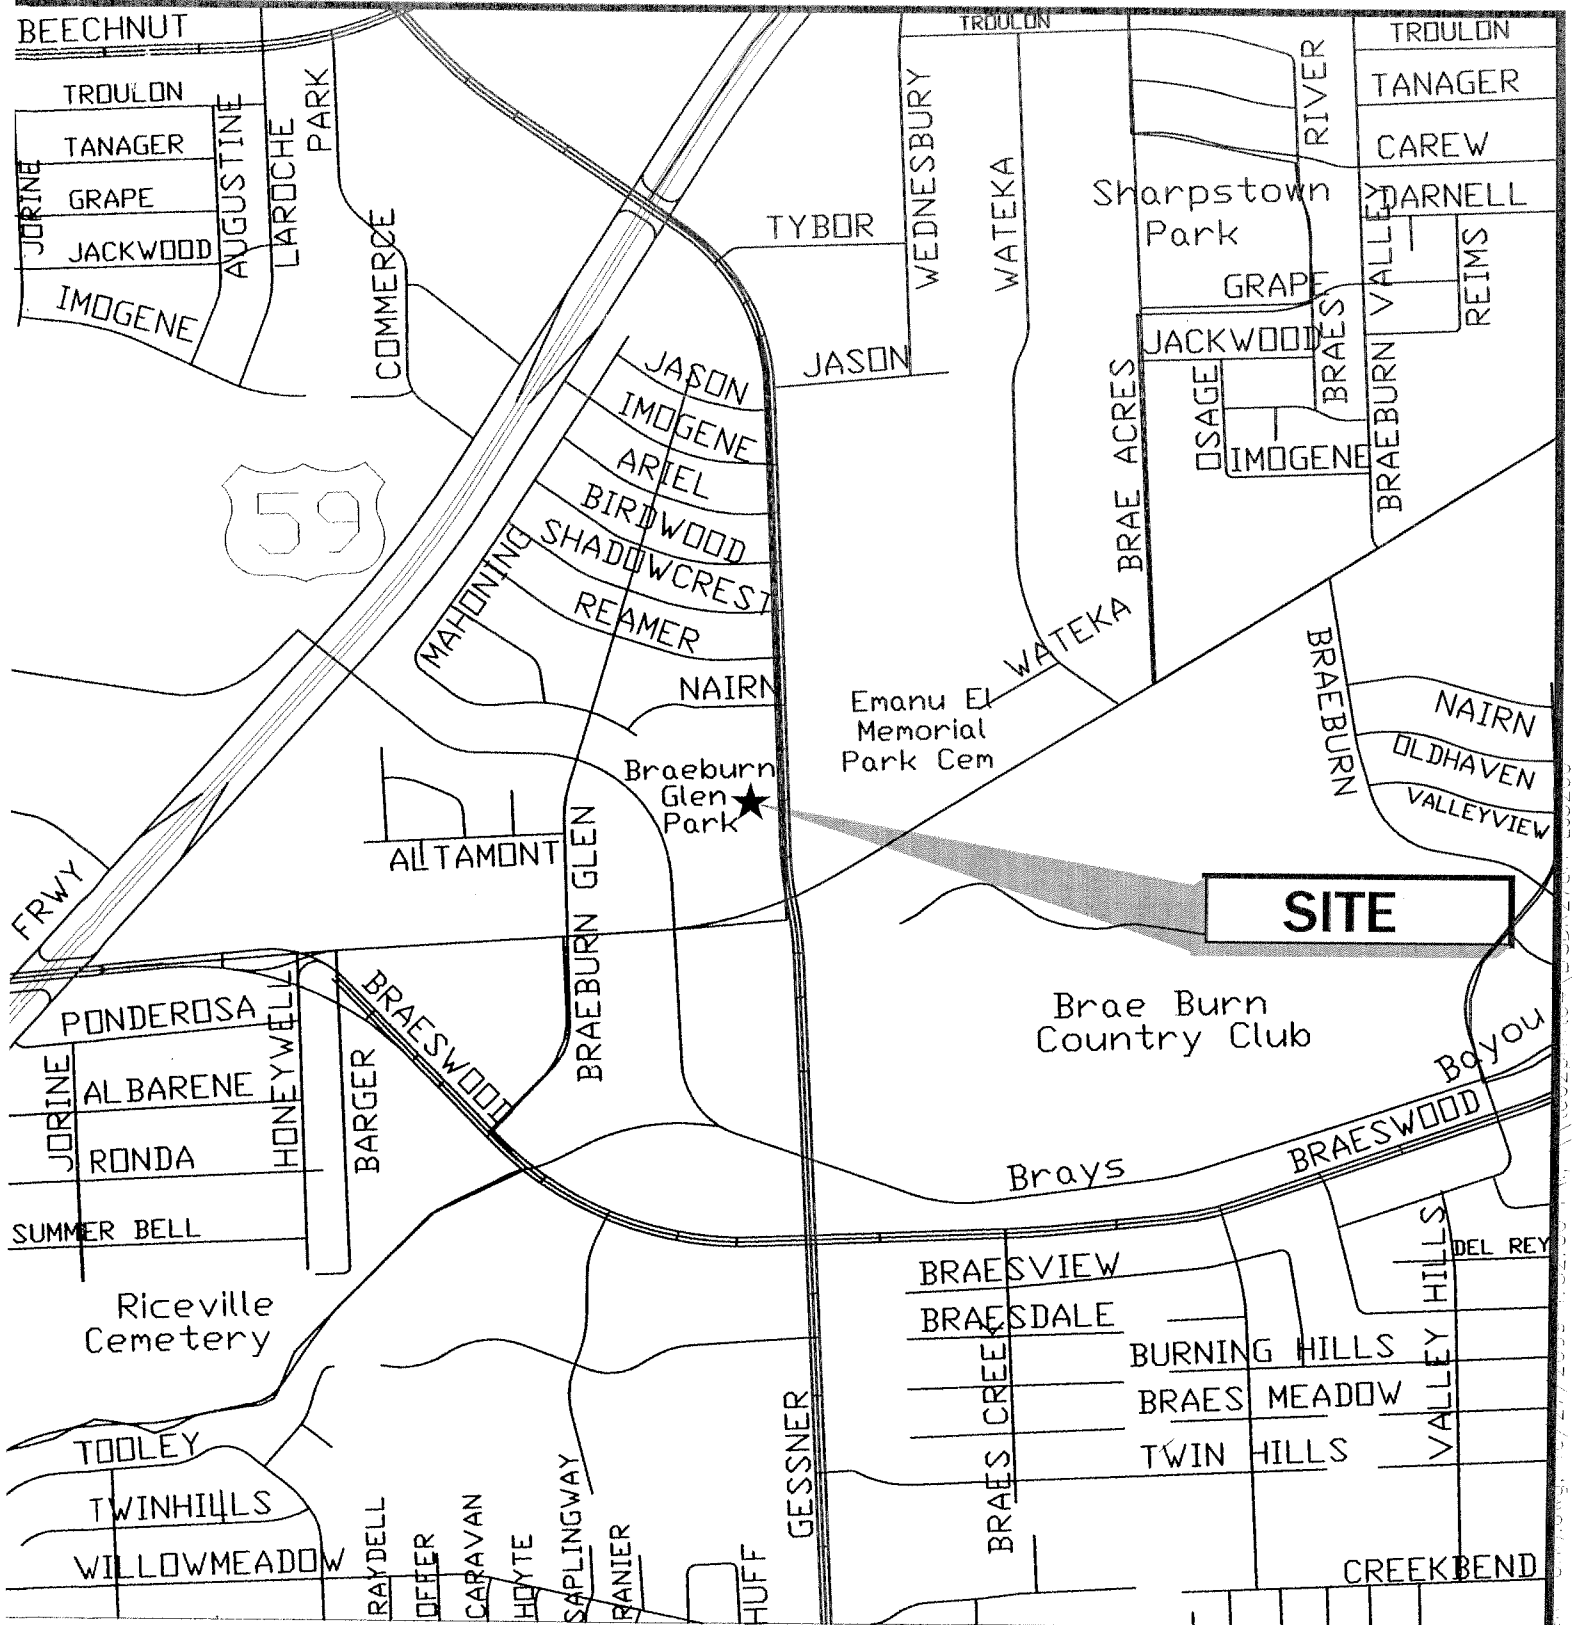 BEECHNUT
TROULON
TANAGER
GRAPE
JACKWOOD
IMOGENE
JORINE
AUGUSTINE
LAROCHE
PARK
COMMERCE
59
TYBOR
WEDNESBURY
TROULON
WATEKA
JASON
BRAE ACRES
WATEKA
RIVER
TROULON
TANAGER
CAREW
DARNELL
Sharpstown
Park
GRAPE
JACKWOOD
BRAES
BRAEBURN VALLEY
REIMS
OSAGE
IMOGENE
JASON
IMOGENE
ARIEL
BIRDWOOD
SHADOWCREST
REAMER
MAHONING
NAIRN
Emanu El
Memorial
Park Cem
Braeburn
Glen
Park
BRAEBURN
NAIRN
OLDHAVEN
VALLEYVIEW
ALTAMONT
BRAEBURN GLEN
FRWY
SITE
Brae Burn
Country Club
BRAESWOOD
PONDEROSA
JORINE
ALBARENE
HONEYWELL
BARGER
RONDA
SUMMER BELL
Bayou
Brays
BRAESWOOD
Riceville
Cemetery
BRAESVIEW
BRAESDALE
DEL REY
BURNING HILLS
BRAES MEADOW
TWIN HILLS
VALLEY HILLS
BRAES CREEK
GESSNER
TOOLEY
TWINHILLS
WILLOWMEADOW
RAYDELL
OFFER
CARAVAN
HOYTE
SAPLINGWAY
RANIER
HUFF
CREEKBEND